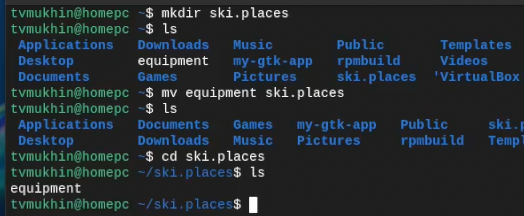 tvmukhin@homepc ~$ mkdir ski.places
tvmukhin@homepc ~$ ls
Applications Downloads Music Public Templates
Desktop equipment my-gtk-app rpmbuild Videos
Documents Games Pictures ski.places 'VirtualBox
tvmukhin@homepc ~$ mv equipment ski.places
tvmukhin@homepc ~$ ls
Applications Documents Games my-gtk-app Public ski.
Desktop Downloads Music Pictures rpmbuild Temp
tvmukhin@homepc ~$ cd ski.places
tvmukhin@homepc ~/ski.places$ ls
equipment
tvmukhin@homepc ~/ski.places$